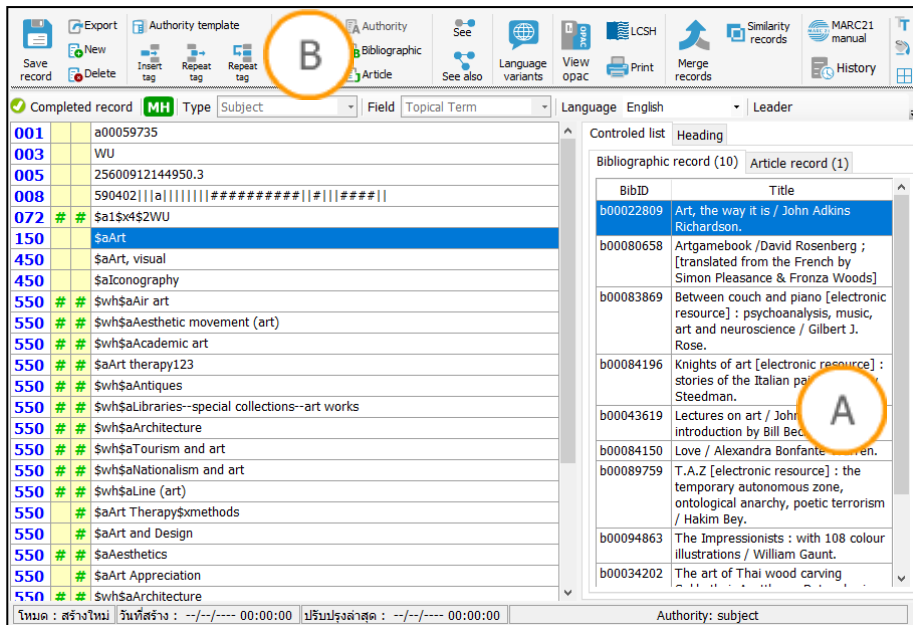 Save record
Export
New
Delete
Authority template
Insert tag
Repeat tag
Repeat tag
B
Authority
Bibliographic
Article
See
See also
Language variants
OPAC
View opac
LCSH
Print
Merge records
Similarity records
MARC21 manual
History
Completed record MH Type Subject Field Topical Term Language English Leader
001 a00059735
003 WU
005 25600912144950.3
008 590402|||a||||||||##########||#|||####||
072 # # $a1$x4$2WU
150 $aArt
450 $aArt, visual
450 $aIconography
550 # # $wh$aAir art
550 # # $wh$aAesthetic movement (art)
550 # # $wh$aAcademic art
550 # # $aArt therapy123
550 # # $wh$aAntiques
550 # # $wh$aLibraries--special collections--art works
550 # # $wh$aArchitecture
550 # # $wh$aTourism and art
550 # # $wh$aNationalism and art
550 # # $wh$aLine (art)
550 # $aArt Therapy$xmethods
550 # $aArt and Design
550 # # $aAesthetics
550 # $aArt Appreciation
550 # # $wh$aArchitecture
Controled list Heading
Bibliographic record (10) Article record (1)
BibID Title
b00022809 Art, the way it is / John Adkins
Richardson.
b00080658 Artgamebook /David Rosenberg ;
[translated from the French by
Simon Pleasance & Fronza Woods]
b00083869 Between couch and piano [electronic
resource] : psychoanalysis, music,
art and neuroscience / Gilbert J.
Rose.
b00084196 Knights of art [electronic resource] :
stories of the Italian
Steedman.
b00043619 Lectures on art / John
introduction by Bill
b00084150 Love / Alexandra Bonfante
b00089759 T.A.Z [electronic resource] : the
temporary autonomous zone,
ontological anarchy, poetic terrorism
/ Hakim Bey.
b00094863 The Impressionists : with 108 colour
illustrations / William Gaunt.
b00034202 The art of Thai wood carving
A
โหมด : สร้างใหม่ วันที่สร้าง : --/--/---- 00:00:00 ปรับปรุงล่าสุด : --/--/---- 00:00:00 Authority: subject